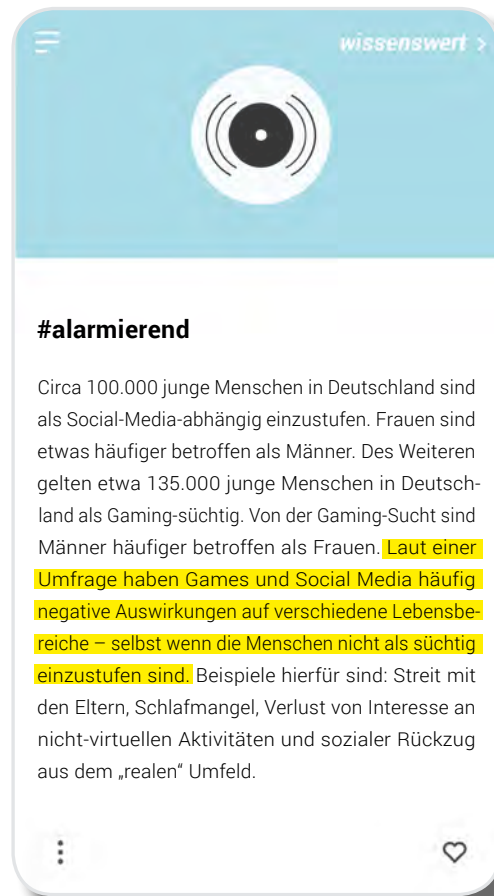 wissenswert >
#alarmierend
Circa 100.000 junge Menschen in Deutschland sind
als Social-Media-abhängig einzustufen. Frauen sind
etwas häufiger betroffen als Männer. Des Weiteren
gelten etwa 135.000 junge Menschen in Deutsch-
land als Gaming-süchtig. Von der Gaming-Sucht sind
Männer häufiger betroffen als Frauen. Laut einer
Umfrage haben Games und Social Media häufig
negative Auswirkungen auf verschiedene Lebensbe-
reiche – selbst wenn die Menschen nicht als süchtig
einzustufen sind. Beispiele hierfür sind: Streit mit
den Eltern, Schlafmangel, Verlust von Interesse an
nicht-virtuellen Aktivitäten und sozialer Rückzug
aus dem „realen“ Umfeld.